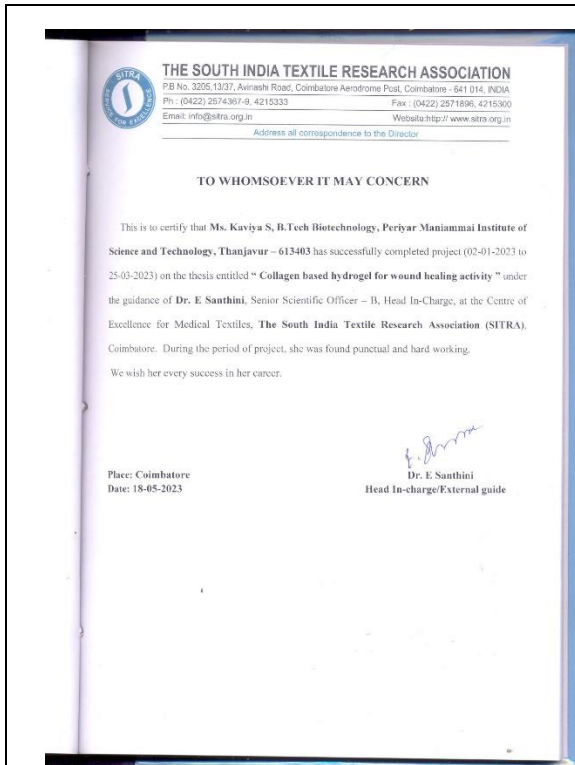 SITRA
SERVICE FOR EXCELLENCE
THE SOUTH INDIA TEXTILE RESEARCH ASSOCIATION
P.B No. 3205,13/37, Avinashi Road, Coimbatore Aerodrome Post, Coimbatore - 641 014, INDIA
Ph : (0422) 2574367-9, 4215333 Fax : (0422) 2571896, 4215300
Email: info@sitra.org.in Website:http:// www.sitra.org.in
Address all correspondence to the Director
TO WHOMSOEVER IT MAY CONCERN
This is to certify that Ms. Kaviya S, B.Tech Biotechnology, Periyar Maniammai Institute of
Science and Technology, Thanjavur – 613403 has successfully completed project (02-01-2023 to
25-03-2023) on the thesis entitled “ Collagen based hydrogel for wound healing activity ” under
the guidance of Dr. E Santhini, Senior Scientific Officer – B, Head In-Charge, at the Centre of
Excellence for Medical Textiles, The South India Textile Research Association (SITRA),
Coimbatore. During the period of project, she was found punctual and hard working.
We wish her every success in her career.
Place: Coimbatore Dr. E Santhini
Date: 18-05-2023 Head In-charge/External guide